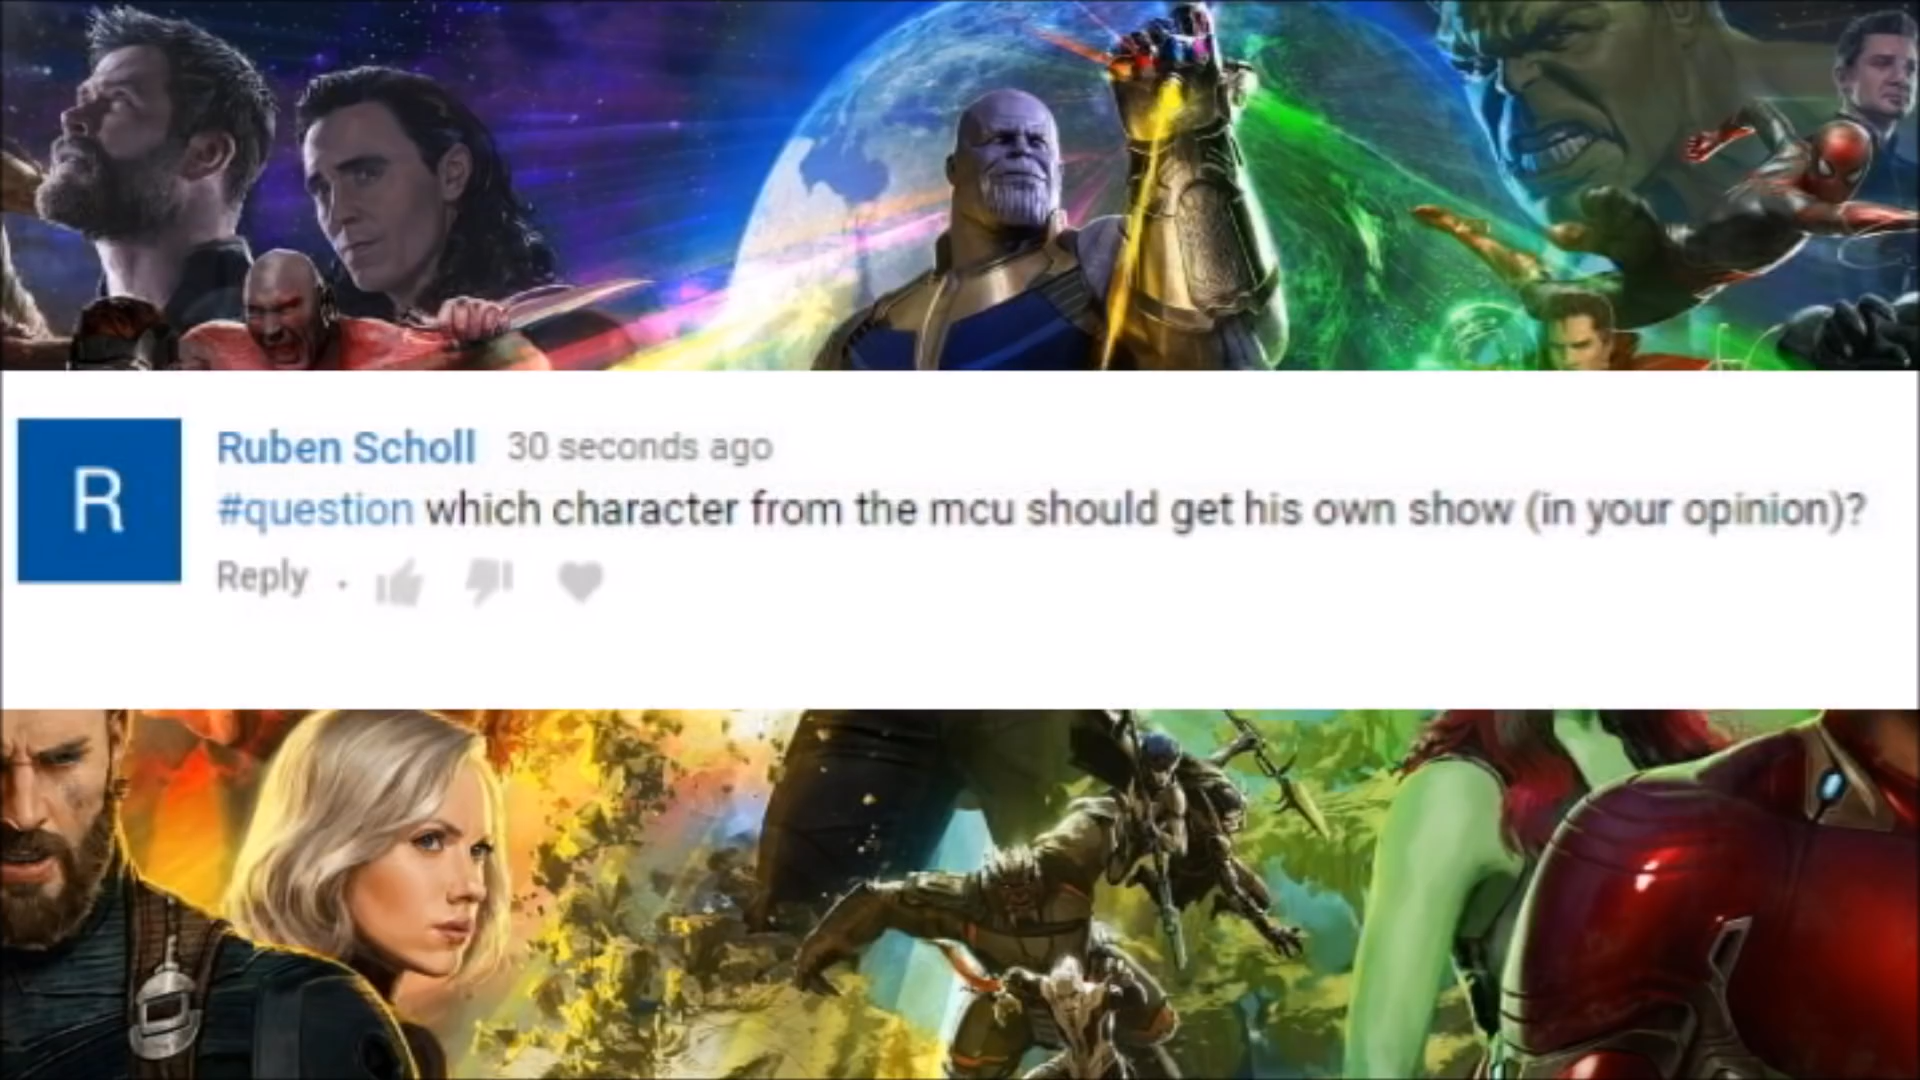 R
Ruben Scholl 30 seconds ago
#question which character from the mcu should get his own show (in your opinion)?
Reply .